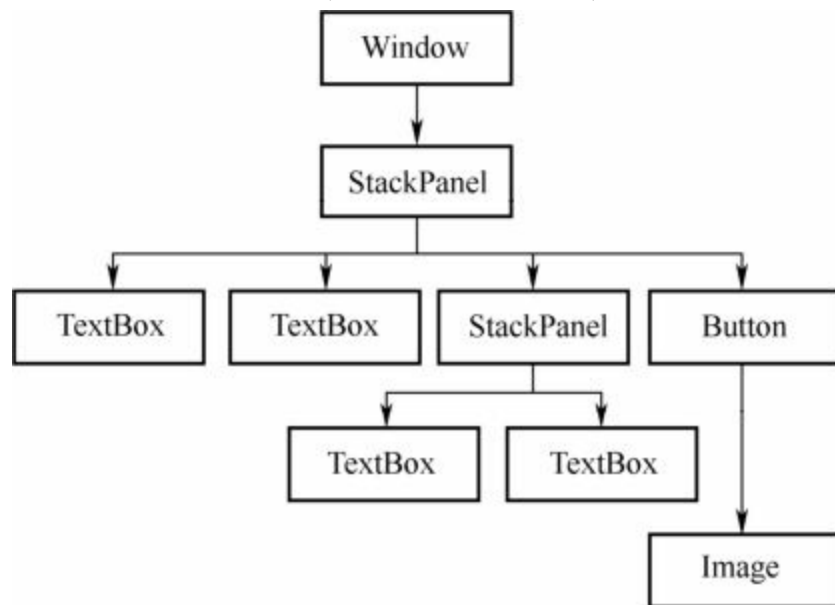 Window
StackPanel
TextBox
TextBox
StackPanel
Button
TextBox
TextBox
Image